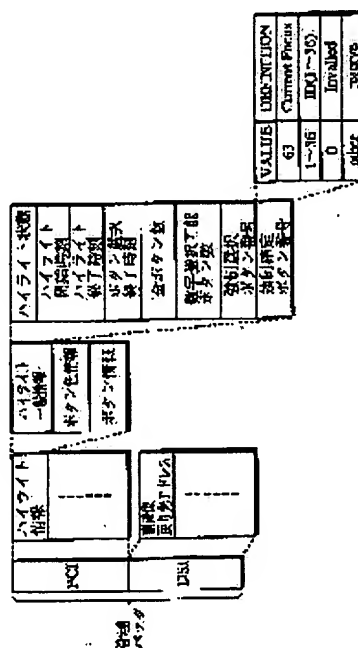 PCI
DSI
ハイライト
情報
ハイライト
一般情報
ボタン色情報
ボタン情報
ハイライト状態
ハイライト
開始時刻
ハイライト
終了時刻
ボタン選択
終了時刻
全ボタン数
数字選択可能
ボタン数
強制選択
ボタン番号
強制確定
ボタン番号
VALUE
63
Current Focus
1~36
ID(1~36)
0
Invalied
other